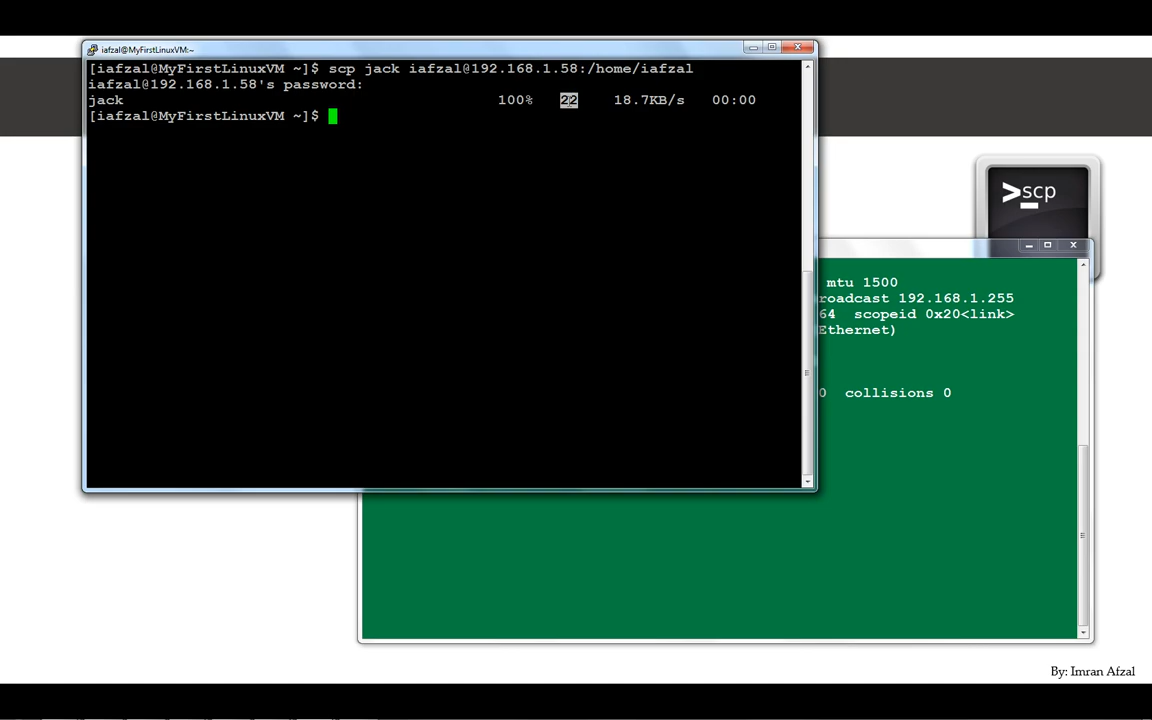 iafzal@MyFirstLinuxVM:~
[iafzal@MyFirstLinuxVM ~]$ scp jack iafzal@192.168.1.58:/home/iafzal
iafzal@192.168.1.58's password:
jack 100% 22 18.7KB/s 00:00
[iafzal@MyFirstLinuxVM ~]$
>scp
mtu 1500
roadcast 192.168.1.255
64 scopeid 0x20<link>
Ethernet)
0 collisions 0
By: Imran Afzal